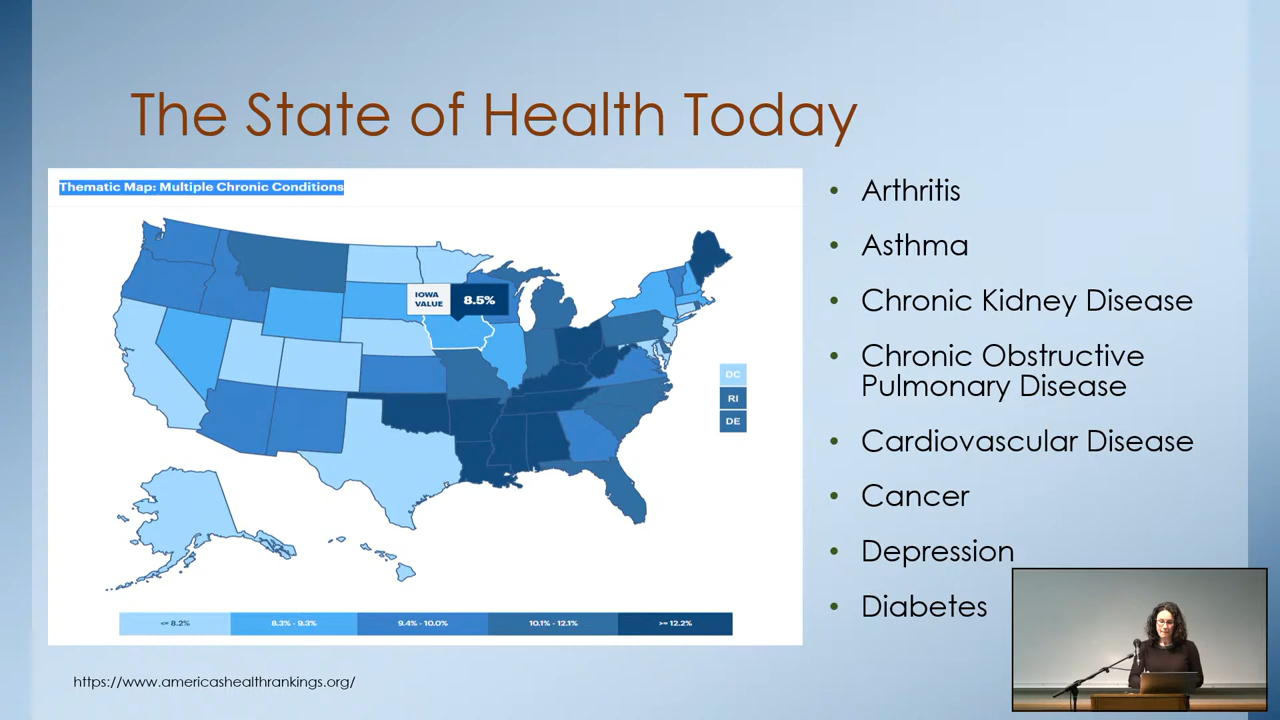 The State of Health Today
Thematic Map: Multiple Chronic Conditions
IOWA
VALUE
8.5%
DC
RI
DE
<= 8.2%
8.3% - 9.3%
9.4% - 10.0%
10.1% - 12.1%
>= 12.2%
https://www.americashealthrankings.org/
• Arthritis
• Asthma
• Chronic Kidney Disease
• Chronic Obstructive
Pulmonary Disease
• Cardiovascular Disease
• Cancer
• Depression
• Diabetes